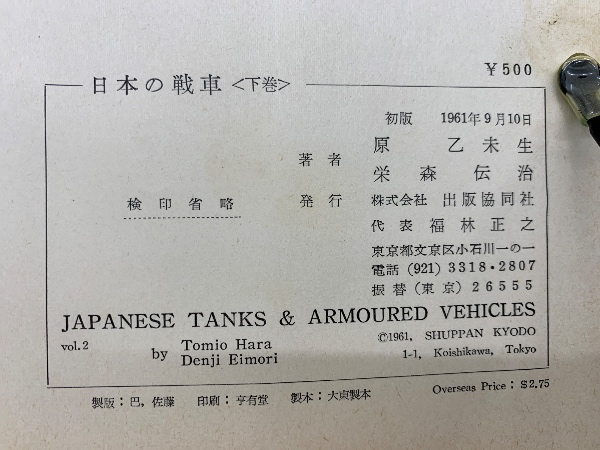 ¥500
日本の戦車<下巻>
初版 1961年9月10日
著者 原 乙未生
栄森伝治
検印省略
発行 株式会社 出版協同社
代表 福林正之
東京都文京区小石川一の一
電話 (921) 3318・2807
振替 (東京) 26555
JAPANESE TANKS & ARMOURED VEHICLES
vol.2 by Tomio Hara
Denji Eimori
©1961, SHUPPAN KYODO
1-1, Koishikawa, Tokyo
製版：巴, 佐藤 印刷：亨有堂 製本：大東製本
Overseas Price : $2.75